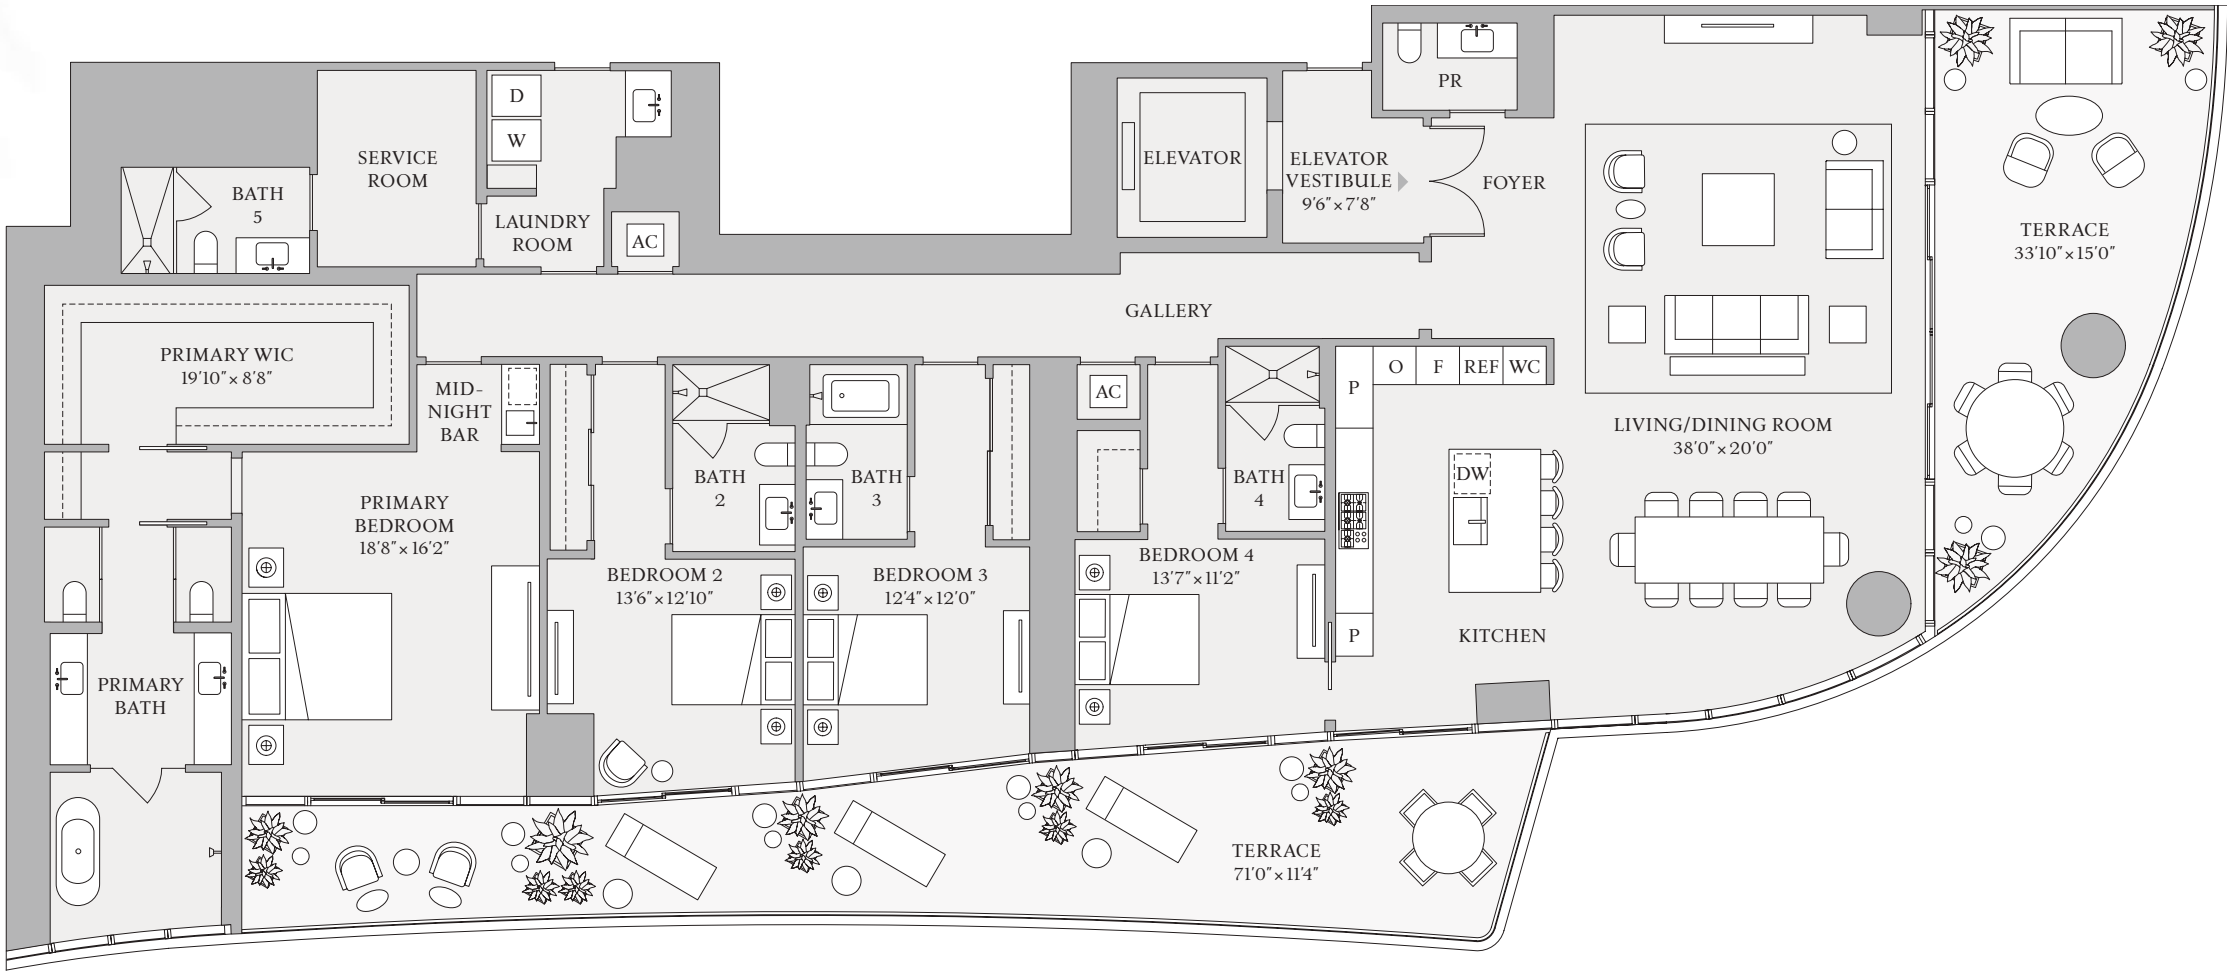 PR
D
W
SERVICE
ROOM
BATH
5
LAUNDRY
ROOM
AC
ELEVATOR
ELEVATOR
VESTIBULE
9'6"×7'8"
FOYER
TERRACE
33'10"×15'0"
GALLERY
PRIMARY WIC
19'10"×8'8"
MID-
NIGHT
BAR
AC
P
O
F
REF
WC
LIVING/DINING ROOM
38'0"×20'0"
PRIMARY
BEDROOM
18'8"×16'2"
BATH
2
BATH
3
BATH
4
DW
BEDROOM 2
13'6"×12'10"
BEDROOM 3
12'4"×12'0"
BEDROOM 4
13'7"×11'2"
P
KITCHEN
PRIMARY
BATH
TERRACE
71'0"×11'4"